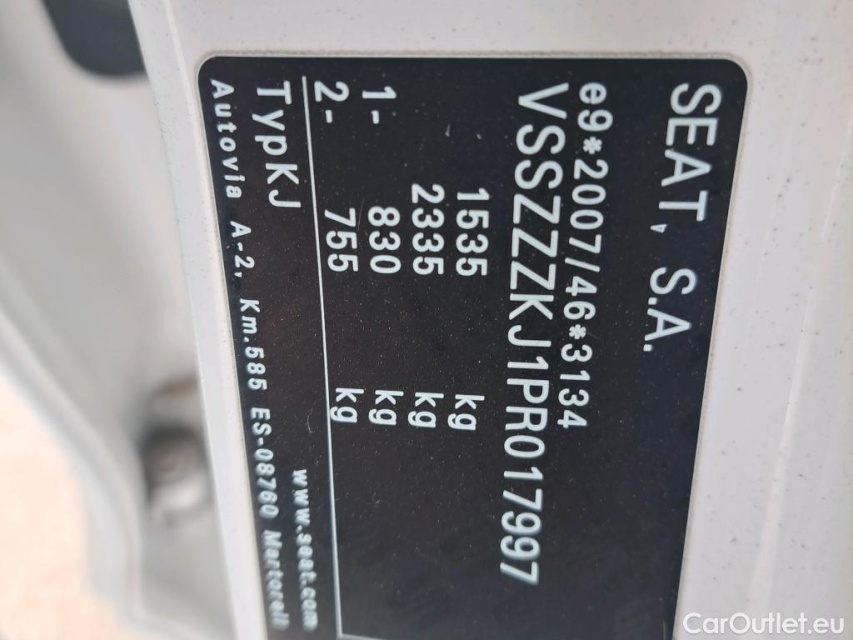 SEAT, S.A.
e9*2007/46*3134
VSSZZZKJ1PR017997
1535 kg
2335 kg
1- 830 kg
2- 755 kg
TypKJ www.seat.com
Autovia A-2, Km.585 ES-08760 Martorell
CarOutlet.eu